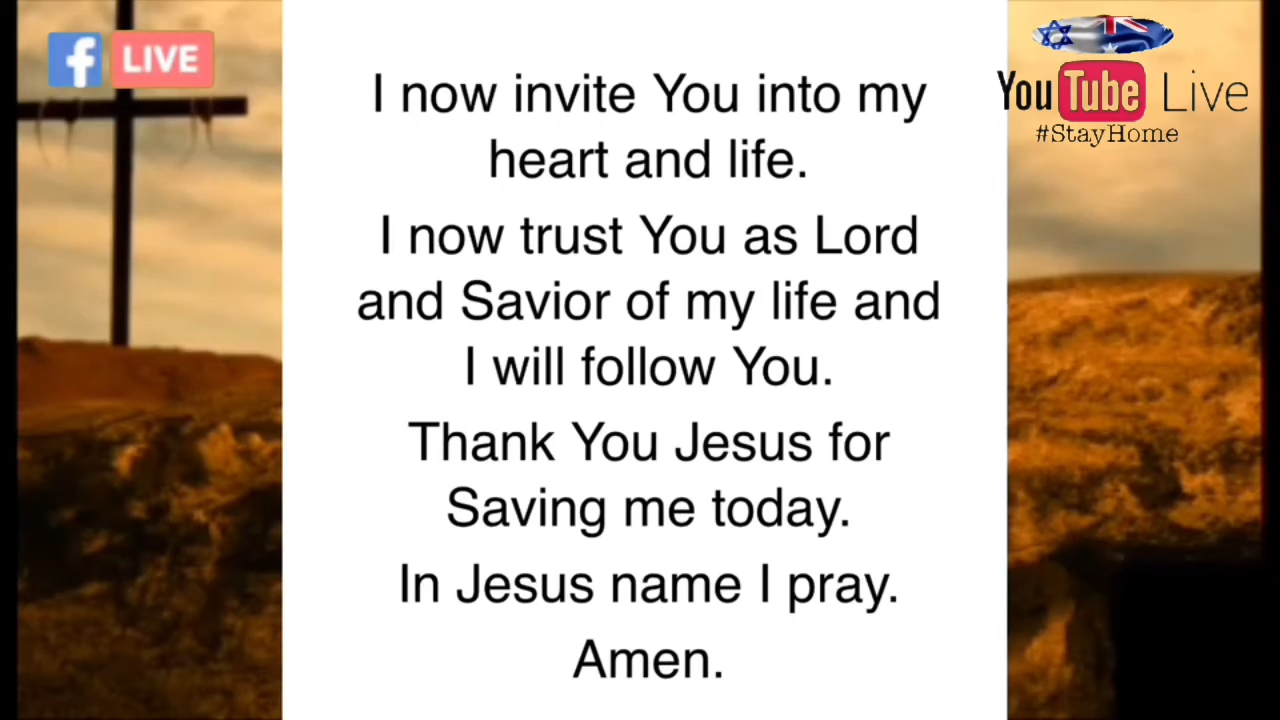 f LIVE
YouTube Live
#StayHome
I now invite You into my
heart and life.
I now trust You as Lord
and Savior of my life and
I will follow You.
Thank You Jesus for
Saving me today.
In Jesus name I pray.
Amen.